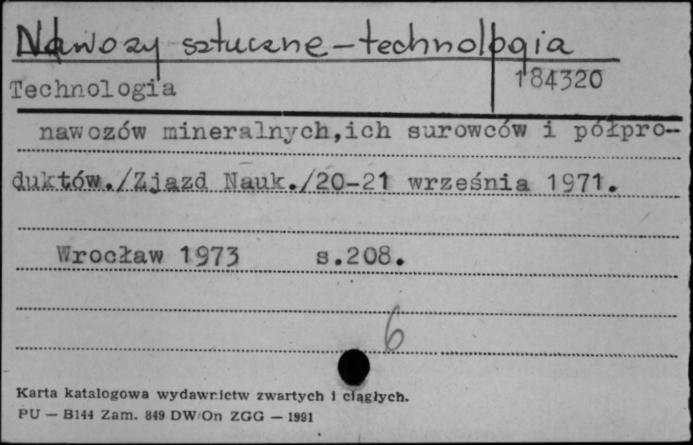 Nawozy sztuczne - technologia
Technologia
184320
nawozów mineralnych,ich surowców i półpro-
duktów./Zjazd Nauk./20-21 września 1971.
Wrocław 1973 s.208.
6
Karta katalogowa wydawnictw zwartych i ciągłych.
PU — B144 Zam. 849 DW/On ZGG — 1981